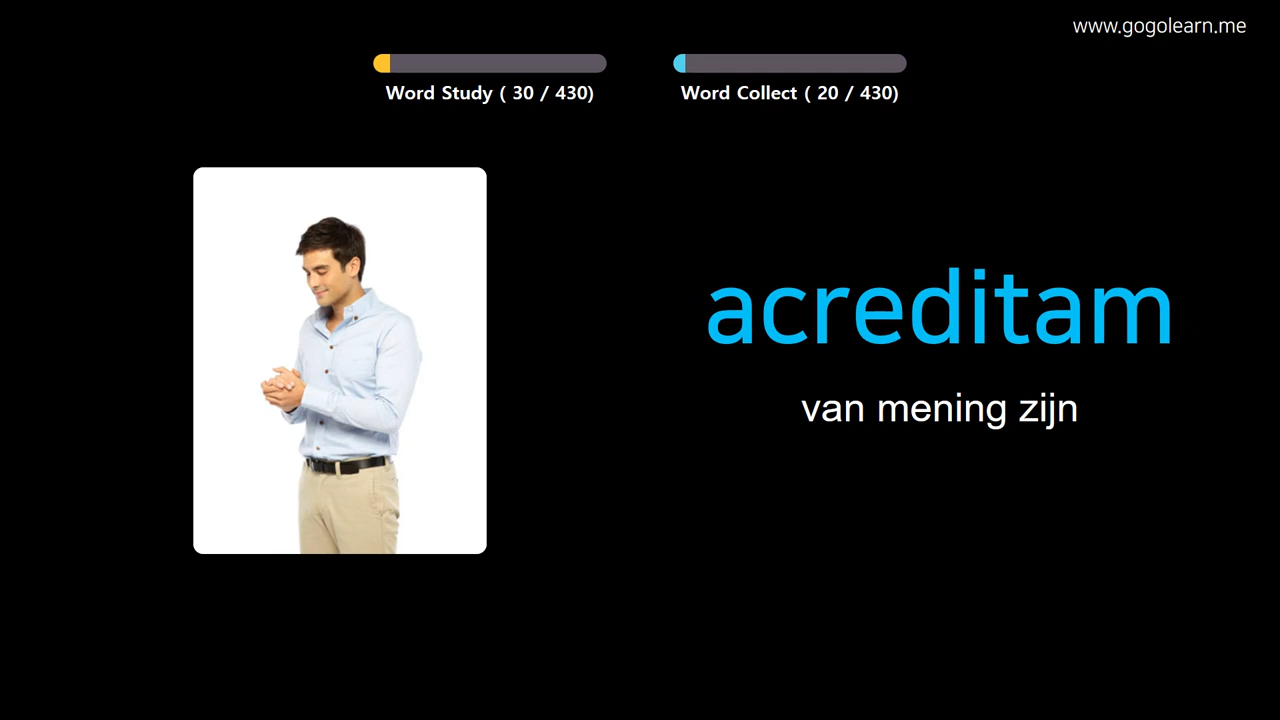 www.gogolearn.me
Word Study ( 30 / 430)
Word Collect ( 20 / 430)
acreditam
van mening zijn